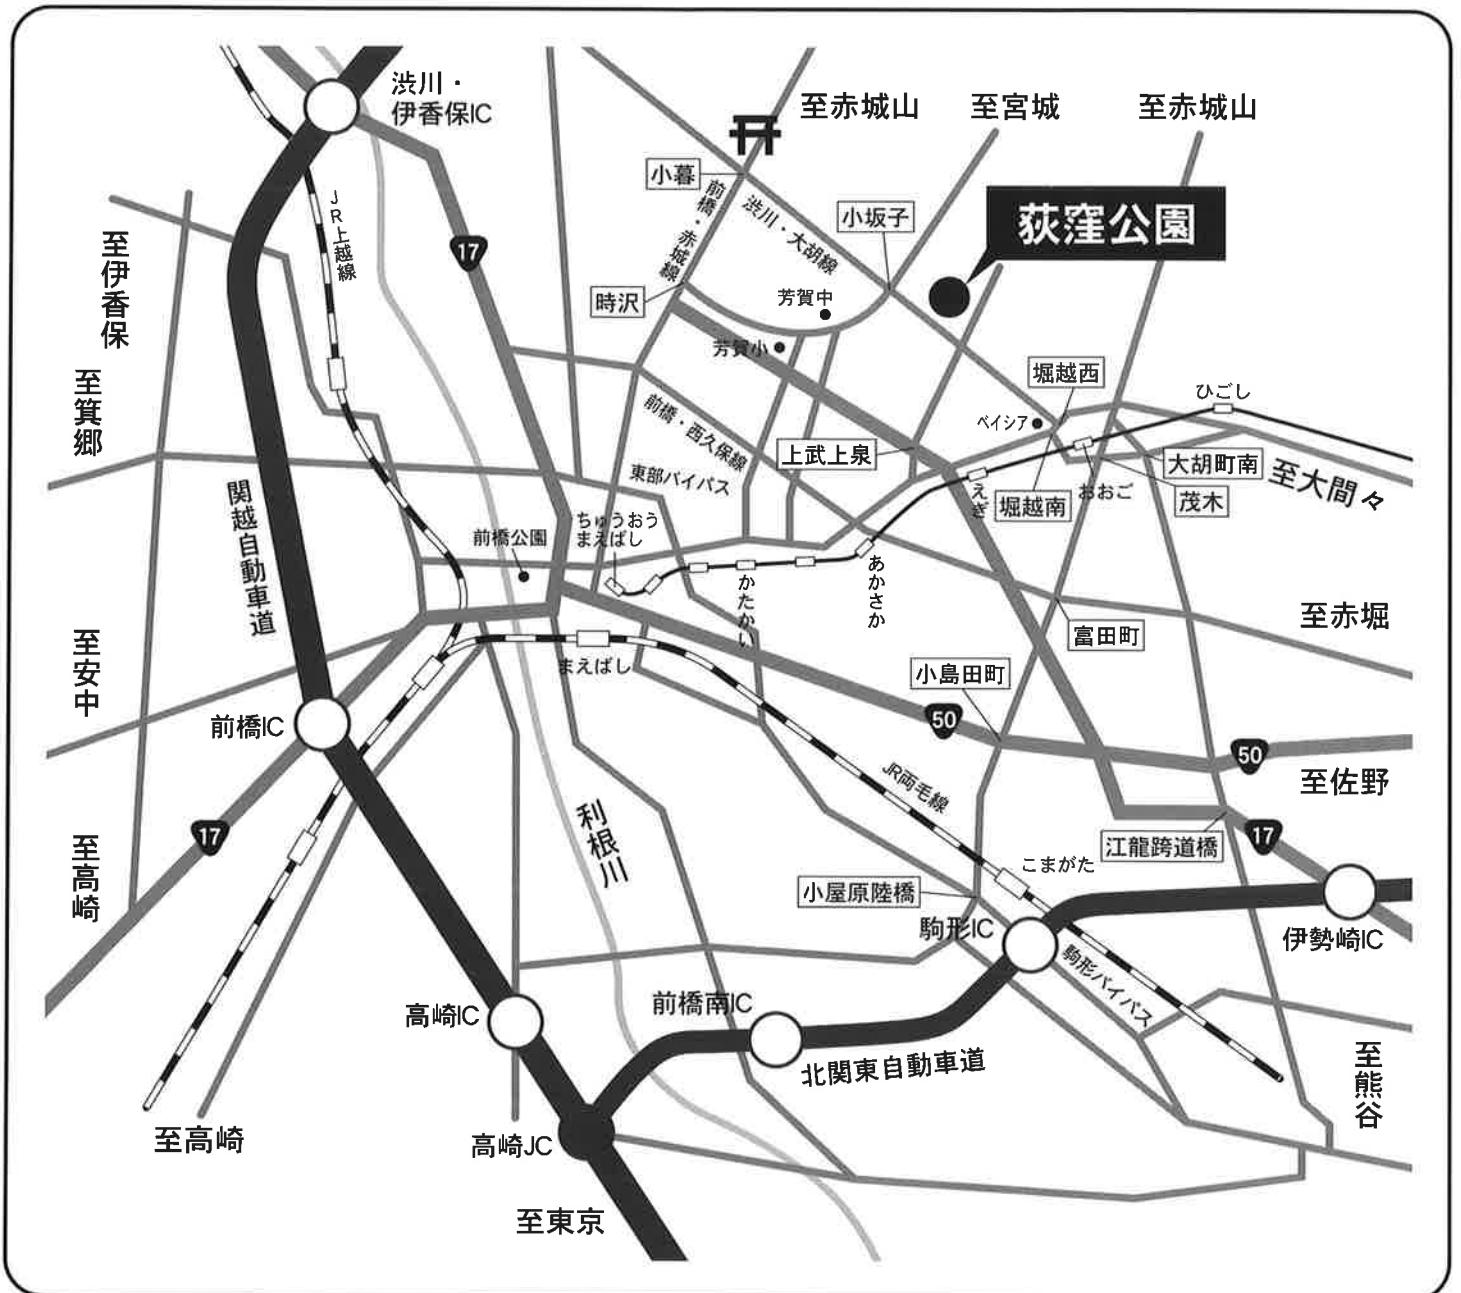 渋川・
伊香保IC
至赤城山
至宮城
至赤城山
小暮
前橋・赤城線
渋川・大胡線
小坂子
荻窪公園
JR上越線
17
至伊香保
時沢
芳賀中
芳賀小
堀越西
ひごし
至箕郷
前橋・西久保線
ベイシア
上武上泉
大胡町南
至大間々
東部バイパス
えぎ
堀越南
おおご
茂木
関越自動車道
前橋公園
ちゅうおう
まえばし
かたかい
あかさか
至赤堀
至安中
富田町
まえばし
小島田町
前橋IC
50
50
至佐野
JR両毛線
利根川
17
17
江龍跨道橋
至高崎
こまがた
小屋原陸橋
駒形IC
伊勢崎IC
駒形バイパス
高崎IC
前橋南IC
北関東自動車道
至熊谷
至高崎
高崎JC
至東京